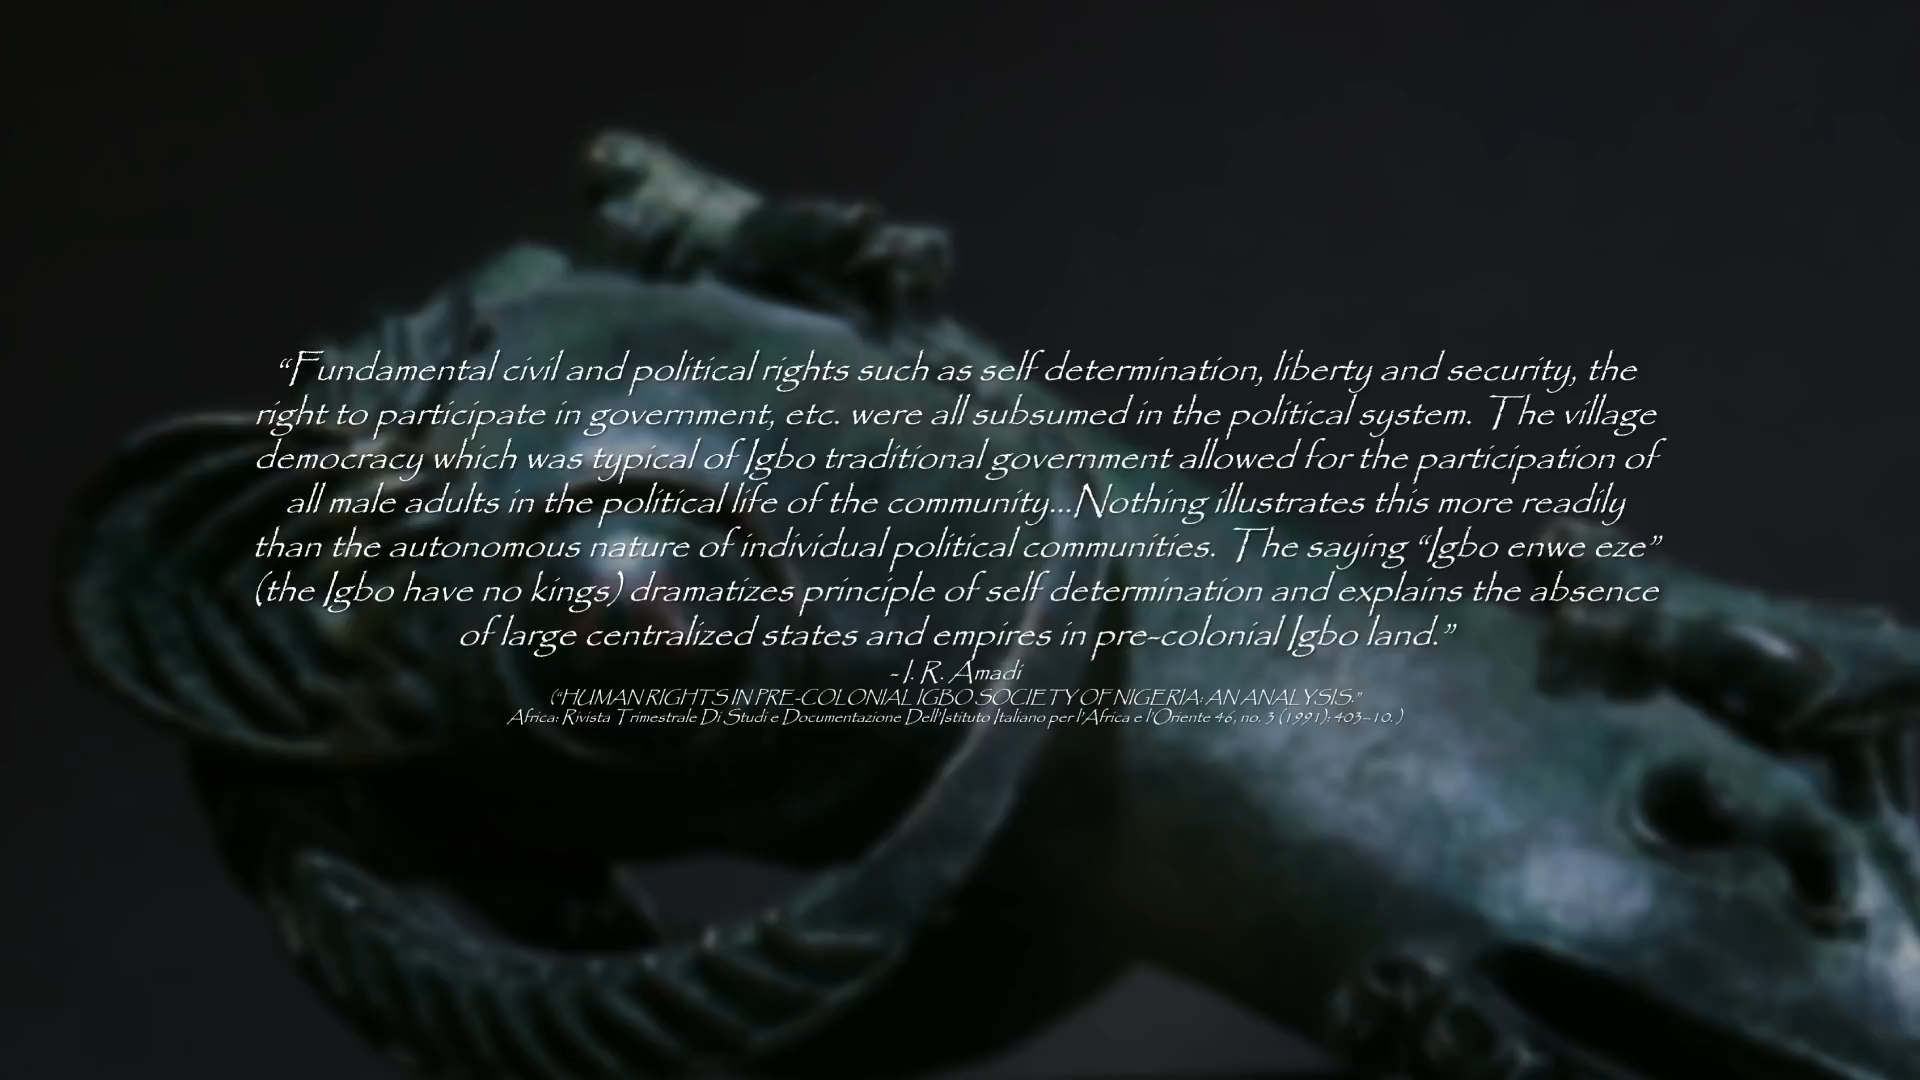 “Fundamental civil and political rights such as self determination, liberty and security, the
right to participate in government, etc. were all subsumed in the political system. The village
democracy which was typical of Igbo traditional government allowed for the participation of
all male adults in the political life of the community...Nothing illustrates this more readily
than the autonomous nature of individual political communities. The saying “Igbo enwe eze”
(the Igbo have no kings) dramatizes principle of self determination and explains the absence
of large centralized states and empires in pre-colonial Igbo land.”
- I. R. Amadi
(“HUMAN RIGHTS IN PRE-COLONIAL IGBO SOCIETY OF NIGERIA: AN ANALYSIS.”
Africa: Rivista Trimestrale Di Studi e Documentazione Dell’Istituto Italiano per l’Africa e l’Oriente 46, no. 3 (1991): 403–10. )